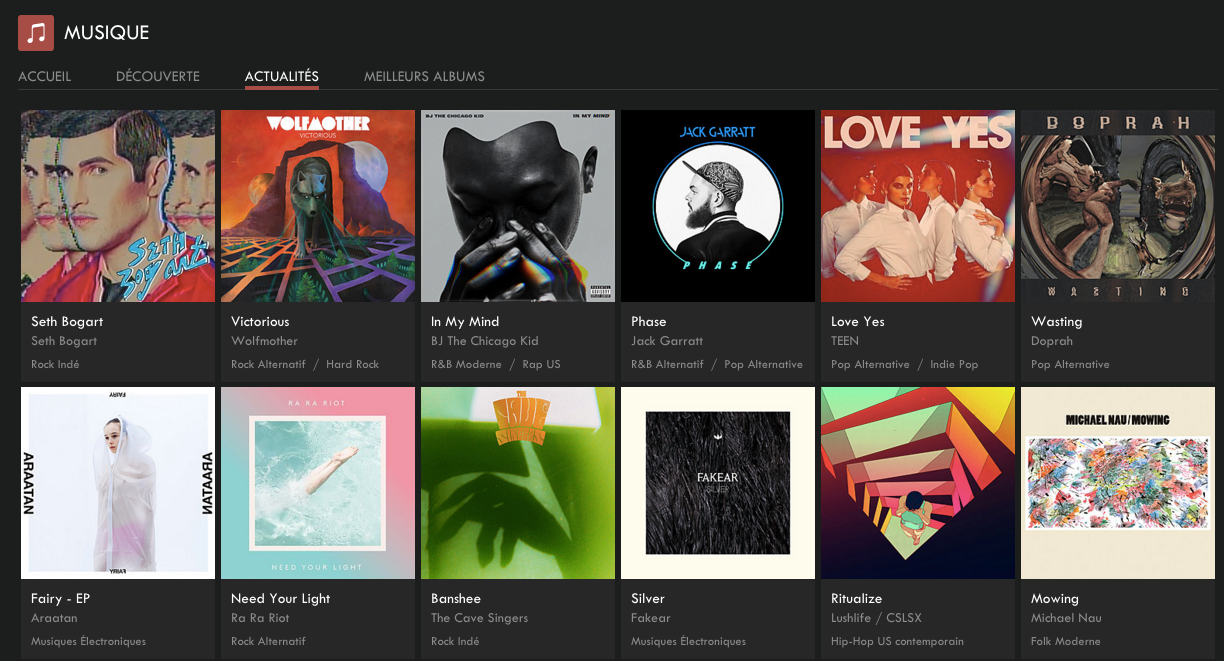 MUSIQUE
ACCUEIL
DÉCOUVERTE
ACTUALITÉS
MEILLEURS ALBUMS
SETH
BOGART
Seth Bogart
Seth Bogart
Rock Indé
WOLFMOTHER
VICTORIOUS
Victorious
Wolfmother
Rock Alternatif / Hard Rock
BJ THE CHICAGO KID
IN MY MIND
In My Mind
BJ The Chicago Kid
R&B Moderne / Rap US
JACK GARRATT
PHASE
Phase
Jack Garratt
R&B Alternatif / Pop Alternative
LOVE YES
Love Yes
TEEN
Pop Alternative / Indie Pop
DOPRAH
WASTING
Wasting
Doprah
Pop Alternative
FAIRY
ARAATAN
ARAATAN
FAIRY
Fairy - EP
Araatan
Musiques Électroniques
RA RA RIOT
NEED YOUR LIGHT
Need Your Light
Ra Ra Riot
Rock Alternatif
THE
Banshee
The Cave Singers
Rock Indé
FAKEAR
SILVER
Silver
Fakear
Musiques Électroniques
Ritualize
Lushlife / CSLSX
Hip-Hop US contemporain
MICHAEL NAU/MOWING
Mowing
Michael Nau
Folk Moderne